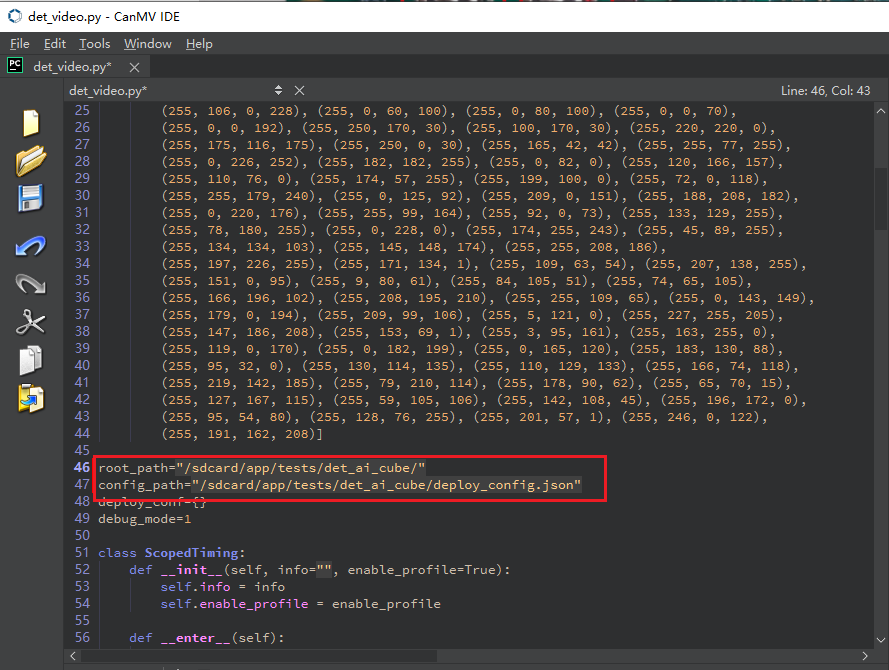 det_video.py - CanMV IDE
File Edit Tools Window Help
PC det_video.py*
det_video.py* Line: 46, Col: 43
25 (255, 106, 0, 228), (255, 0, 60, 100), (255, 0, 80, 100), (255, 0, 0, 70),
26 (255, 0, 0, 192), (255, 250, 170, 30), (255, 100, 170, 30), (255, 220, 220, 0),
27 (255, 175, 116, 175), (255, 250, 0, 30), (255, 165, 42, 42), (255, 255, 77, 255),
28 (255, 0, 226, 252), (255, 182, 182, 255), (255, 0, 82, 0), (255, 120, 166, 157),
29 (255, 110, 76, 0), (255, 174, 57, 255), (255, 199, 100, 0), (255, 72, 0, 118),
30 (255, 255, 179, 240), (255, 0, 125, 92), (255, 209, 0, 151), (255, 188, 208, 182),
31 (255, 0, 220, 176), (255, 255, 99, 164), (255, 92, 0, 73), (255, 133, 129, 255),
32 (255, 78, 180, 255), (255, 0, 228, 0), (255, 174, 255, 243), (255, 45, 89, 255),
33 (255, 134, 134, 103), (255, 145, 148, 174), (255, 255, 208, 186),
34 (255, 197, 226, 255), (255, 171, 134, 1), (255, 109, 63, 54), (255, 207, 138, 255),
35 (255, 151, 0, 95), (255, 9, 80, 61), (255, 84, 105, 51), (255, 74, 65, 105),
36 (255, 166, 196, 102), (255, 208, 195, 210), (255, 255, 109, 65), (255, 0, 143, 149),
37 (255, 179, 0, 194), (255, 209, 99, 106), (255, 5, 121, 0), (255, 227, 255, 205),
38 (255, 147, 186, 208), (255, 153, 69, 1), (255, 3, 95, 161), (255, 163, 255, 0),
39 (255, 119, 0, 170), (255, 0, 182, 199), (255, 0, 165, 120), (255, 183, 130, 88),
40 (255, 95, 32, 0), (255, 130, 114, 135), (255, 110, 129, 133), (255, 166, 74, 118),
41 (255, 219, 142, 185), (255, 79, 210, 114), (255, 178, 90, 62), (255, 65, 70, 15),
42 (255, 127, 167, 115), (255, 59, 105, 106), (255, 142, 108, 45), (255, 196, 172, 0),
43 (255, 95, 54, 80), (255, 128, 76, 255), (255, 201, 57, 1), (255, 246, 0, 122),
44 (255, 191, 162, 208)]
45
46 root_path="/sdcard/app/tests/det_ai_cube/"
47 config_path="/sdcard/app/tests/det_ai_cube/deploy_config.json"
48 deploy_conf={}
49 debug_mode=1
50
51 class ScopedTiming:
52 def __init__(self, info="", enable_profile=True):
53 self.info = info
54 self.enable_profile = enable_profile
55
56 def __enter__(self):